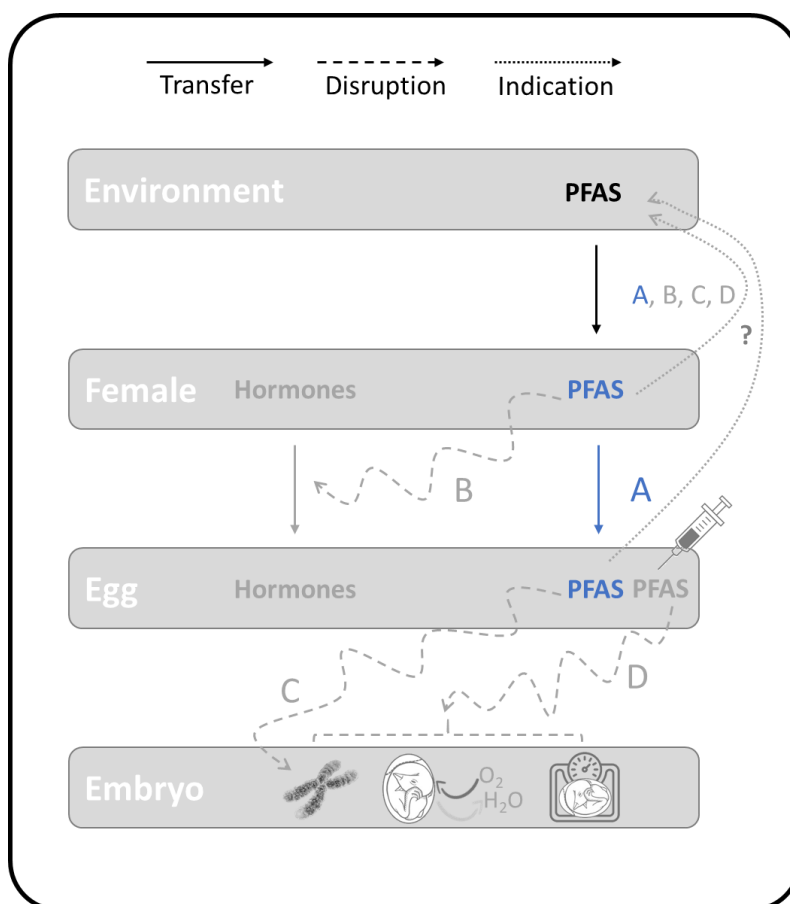 Transfer Disruption Indication
Environment PFAS
A, B, C, D
?
Female Hormones PFAS
B A
Egg Hormones PFAS PFAS
C D
Embryo O₂
H₂O